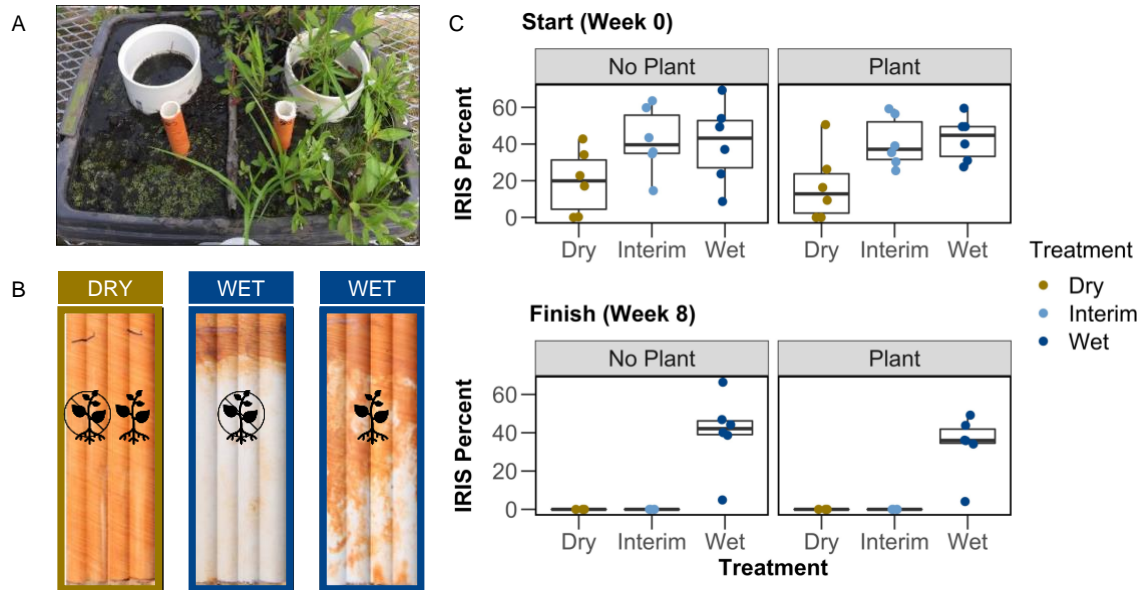 A
B
DRY
WET
WET
C
Start (Week 0)
No Plant
Plant
IRIS Percent
60
40
20
0
Dry
Interim
Wet
Dry
Interim
Wet
Finish (Week 8)
No Plant
Plant
IRIS Percent
60
40
20
0
Dry
Interim
Wet
Dry
Interim
Wet
Treatment
Treatment
Dry
Interim
Wet